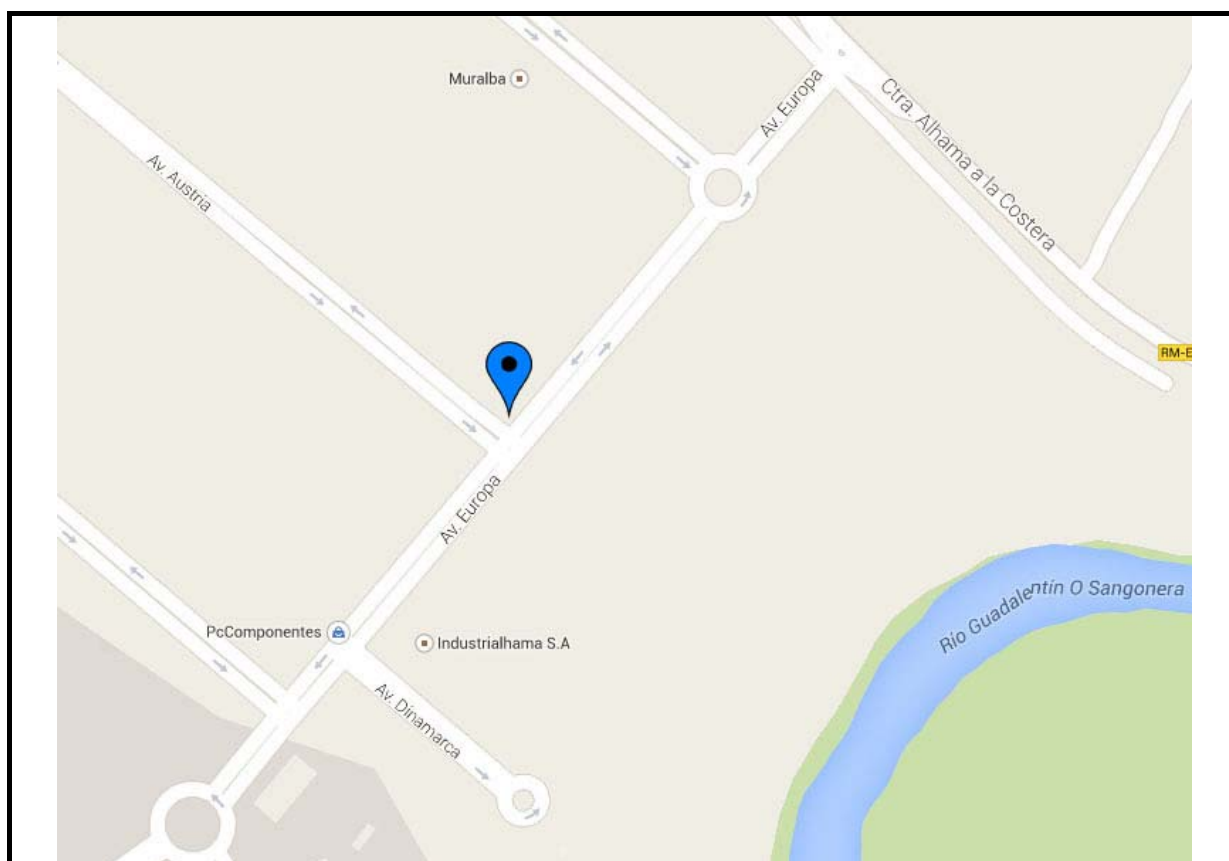 Muralba
Av. Europa
Ctra. Alhama a la Costera
Av. Austria
RM-E
Av. Europa
Río Guadalentín O Sangonera
PcComponentes
Industrialhama S.A
Av. Dinamarca